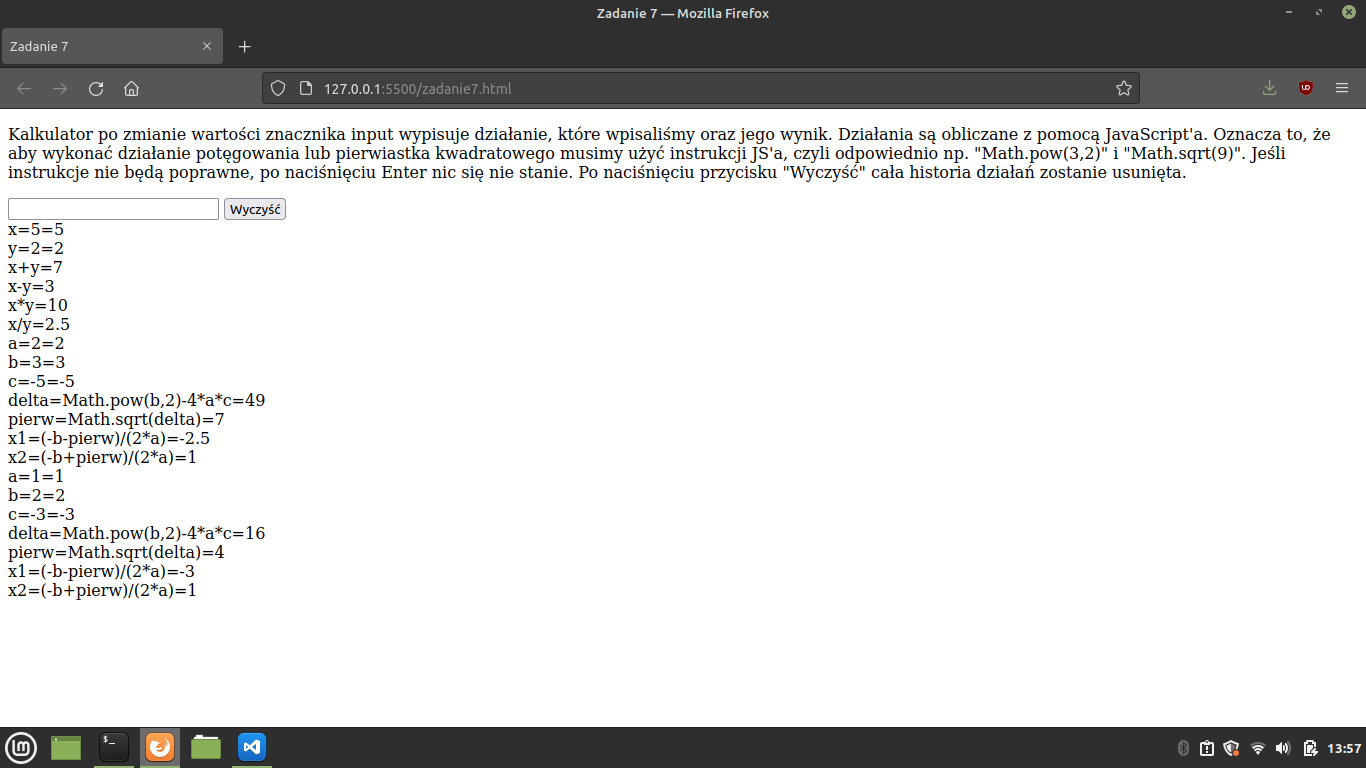 Zadanie 7 — Mozilla Firefox
Zadanie 7
127.0.0.1:5500/zadanie7.html
Kalkulator po zmianie wartości znacznika input wypisuje działanie, które wpisaliśmy oraz jego wynik. Działania są obliczane z pomocą JavaScript'a. Oznacza to, że
aby wykonać działanie potęgowania lub pierwiastka kwadratowego musimy użyć instrukcji JS'a, czyli odpowiednio np. "Math.pow(3,2)" i "Math.sqrt(9)". Jeśli
instrukcje nie będą poprawne, po naciśnięciu Enter nic się nie stanie. Po naciśnięciu przycisku "Wyczyść" cała historia działań zostanie usunięta.
Wyczyść
x=5=5
y=2=2
x+y=7
x-y=3
x*y=10
x/y=2.5
a=2=2
b=3=3
c=-5=-5
delta=Math.pow(b,2)-4*a*c=49
pierw=Math.sqrt(delta)=7
x1=(-b-pierw)/(2*a)=-2.5
x2=(-b+pierw)/(2*a)=1
a=1=1
b=2=2
c=-3=-3
delta=Math.pow(b,2)-4*a*c=16
pierw=Math.sqrt(delta)=4
x1=(-b-pierw)/(2*a)=-3
x2=(-b+pierw)/(2*a)=1
$_
13:57